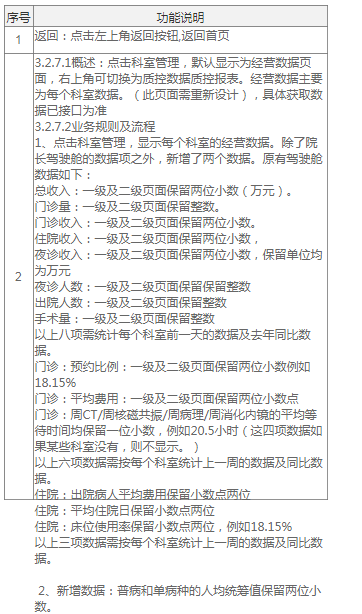 序号 功能说明
1 返回：点击左上角返回按钮,返回首页
3.2.7.1概述：点击科室管理，默认显示为经营数据页
面，右上角可切换为质控数据质控报表。经营数据主要
为每个科室数据。（此页面需重新设计），具体获取数
据已接口为准
3.2.7.2业务规则及流程
1、点击科室管理，显示每个科室的经营数据。除了院
长驾驶舱的数据项之外，新增了两个数据。原有驾驶舱
数据如下：
总收入：一级及二级页面保留两位小数（万元）。
门诊量：一级及二级页面保留整数。
门诊收入：一级及二级页面保留两位小数。
住院收入：一级及二级页面保留两位小数，
夜诊收入：一级及二级页面保留两位小数，保留单位均
为万元
2 夜诊人数：一级及二级页面保留保留整数
出院人数：一级及二级页面保留整数
手术量：一级及二级页面保留整数
以上八项需统计每个科室前一天的数据及去年同比数
据。
门诊：预约比例：一级及二级页面保留两位小数例如
18.15%
门诊：平均费用：一级及二级页面保留两位小数点
门诊：周CT/周核磁共振/周病理/周消化内镜的平均等
待时间均保留一位小数，例如20.5小时（这四项数据如
果某些科室没有，则不显示。）
以上六项数据需按每个科室统计上一周的数据及同比数
据。
住院：出院病人平均费用保留小数点两位
住院：平均住院日保留小数点两位
住院：床位使用率保留小数点两位，例如18.15%
以上三项数据需按每个科室统计上一周的数据及同比数
据。
2、新增数据：普病和单病种的人均统筹值保留两位小
数。